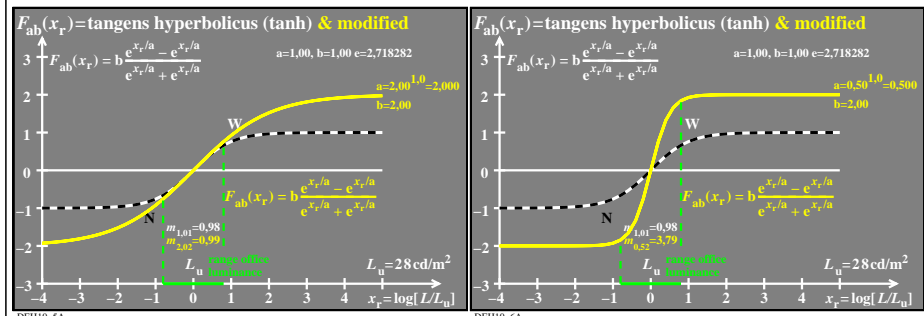 F_ab(x_r)=tangens hyperbolicus (tanh) & modified
F_ab(x_r) = b (e^(x_r/a) − e^(x_r/a))/(e^(x_r/a) + e^(x_r/a))
a=1,00, b=1,00 e=2,718282
a=2,00^1,0=2,000
b=2,00
W
F_ab(x_r) = b (e^(x_r/a) − e^(x_r/a))/(e^(x_r/a) + e^(x_r/a))
N
m_1,01=0,98
m_2,02=0,99
L_u
range office
luminance
L_u=28cd/m²
3
2
1
0
−1
−2
−3
−4 −3 −2 −1 0 1 2 3 4
x_r=log[L/L_u]
F_ab(x_r)=tangens hyperbolicus (tanh) & modified
F_ab(x_r) = b (e^(x_r/a) − e^(x_r/a))/(e^(x_r/a) + e^(x_r/a))
a=1,00, b=1,00 e=2,718282
a=0,50^1,0=0,500
b=2,00
W
F_ab(x_r) = b (e^(x_r/a) − e^(x_r/a))/(e^(x_r/a) + e^(x_r/a))
N
m_1,01=0,98
m_0,52=3,79
L_u
range office
luminance
L_u=28cd/m²
3
2
1
0
−1
−2
−3
−4 −3 −2 −1 0 1 2 3 4
x_r=log[L/L_u]